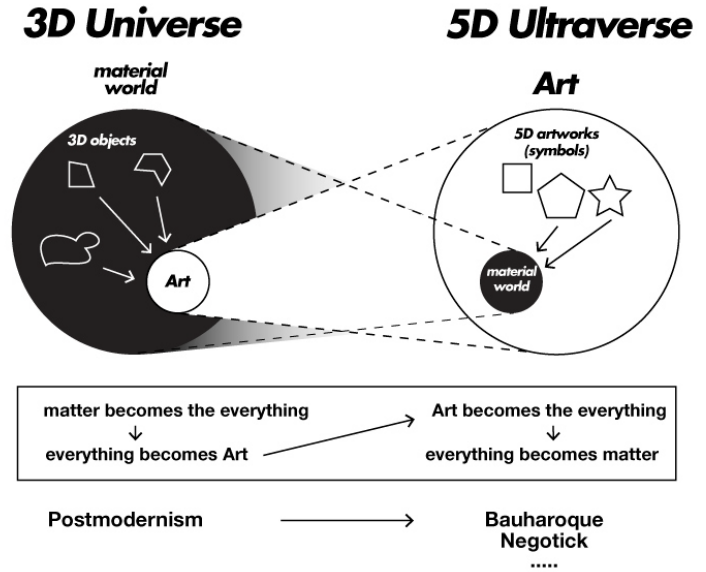 3D Universe
5D Ultraverse
material
world
Art
3D objects
5D artworks
(symbols)
Art
material
world
matter becomes the everything
Art becomes the everything
everything becomes Art
everything becomes matter
Postmodernism
Bauharoque
Negotick
.....